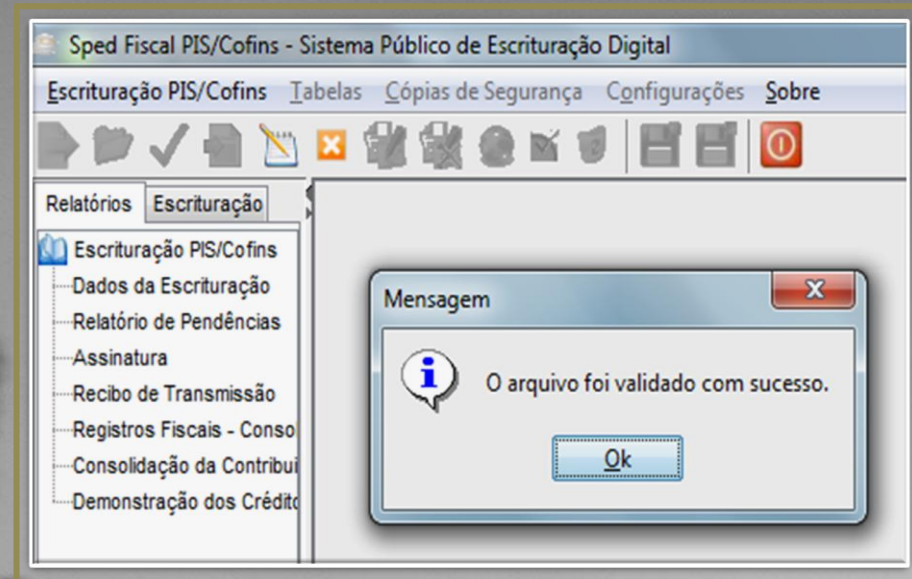 Sped Fiscal PIS/Cofins - Sistema Público de Escrituração Digital
Escrituração PIS/Cofins Tabelas Cópias de Segurança Configurações Sobre
Relatórios Escrituração
Escrituração PIS/Cofins
Dados da Escrituração
Relatório de Pendências
Assinatura
Recibo de Transmissão
Registros Fiscais - Consol
Consolidação da Contribui
Demonstração dos Crédito
Mensagem
O arquivo foi validado com sucesso.
Ok